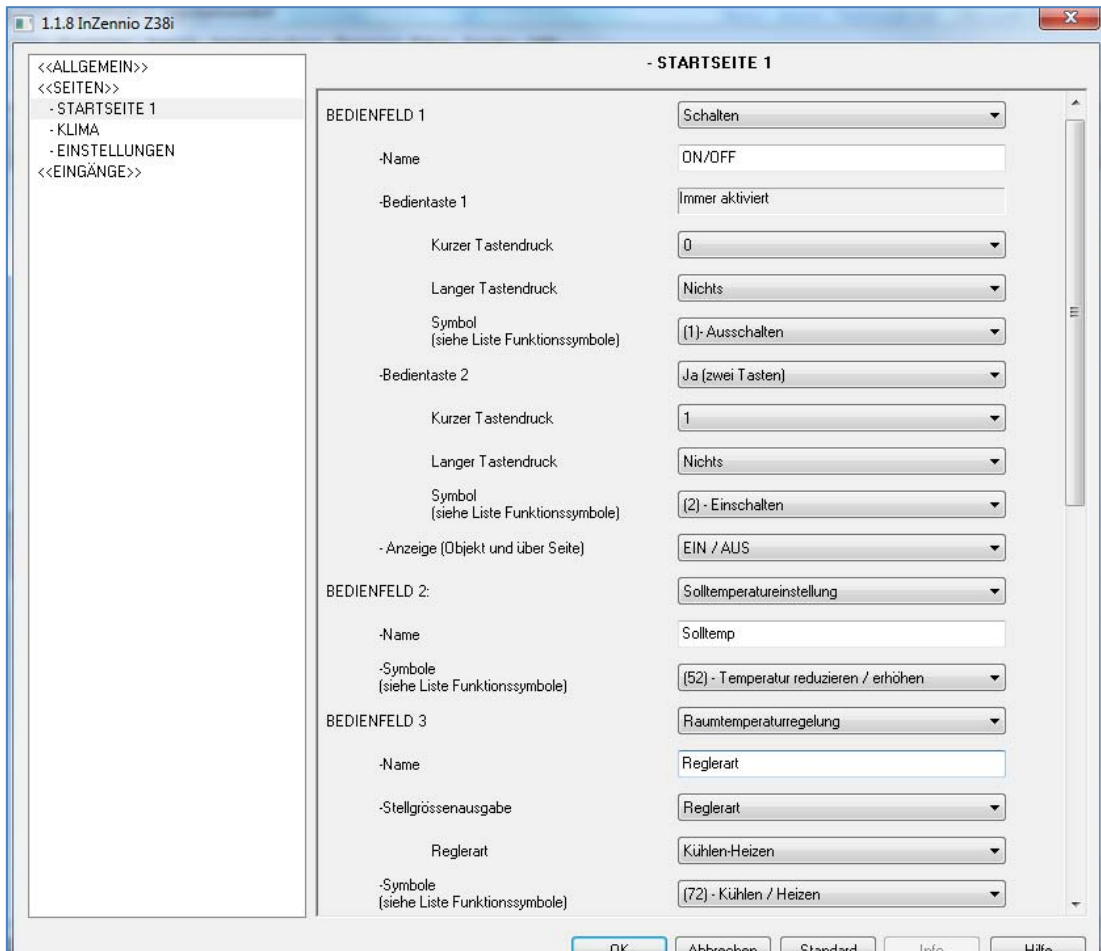 1.1.8 InZennio Z38i
<<ALLGEMEIN>>
<<SEITEN>>
- STARTSEITE 1
- KLIMA
- EINSTELLUNGEN
<<EINGÄNGE>>
- STARTSEITE 1
BEDIENFELD 1 Schalten
-Name ON/OFF
-Bedientaste 1 Immer aktiviert
Kurzer Tastendruck 0
Langer Tastendruck Nichts
Symbol
(siehe Liste Funktionssymbole) (1)- Ausschalten
-Bedientaste 2 Ja (zwei Tasten)
Kurzer Tastendruck 1
Langer Tastendruck Nichts
Symbol
(siehe Liste Funktionssymbole) (2) - Einschalten
- Anzeige (Objekt und über Seite) EIN / AUS
BEDIENFELD 2: Solltemperatureinstellung
-Name Solltemp
-Symbole
(siehe Liste Funktionssymbole) (52) - Temperatur reduzieren / erhöhen
BEDIENFELD 3 Raumtemperaturregelung
-Name Reglerart
-Stellgrössenausgabe Reglerart
Reglerart Kühlen-Heizen
-Symbole
(siehe Liste Funktionssymbole) (72) - Kühlen / Heizen
OK Abbrechen Standard Info Hilfe